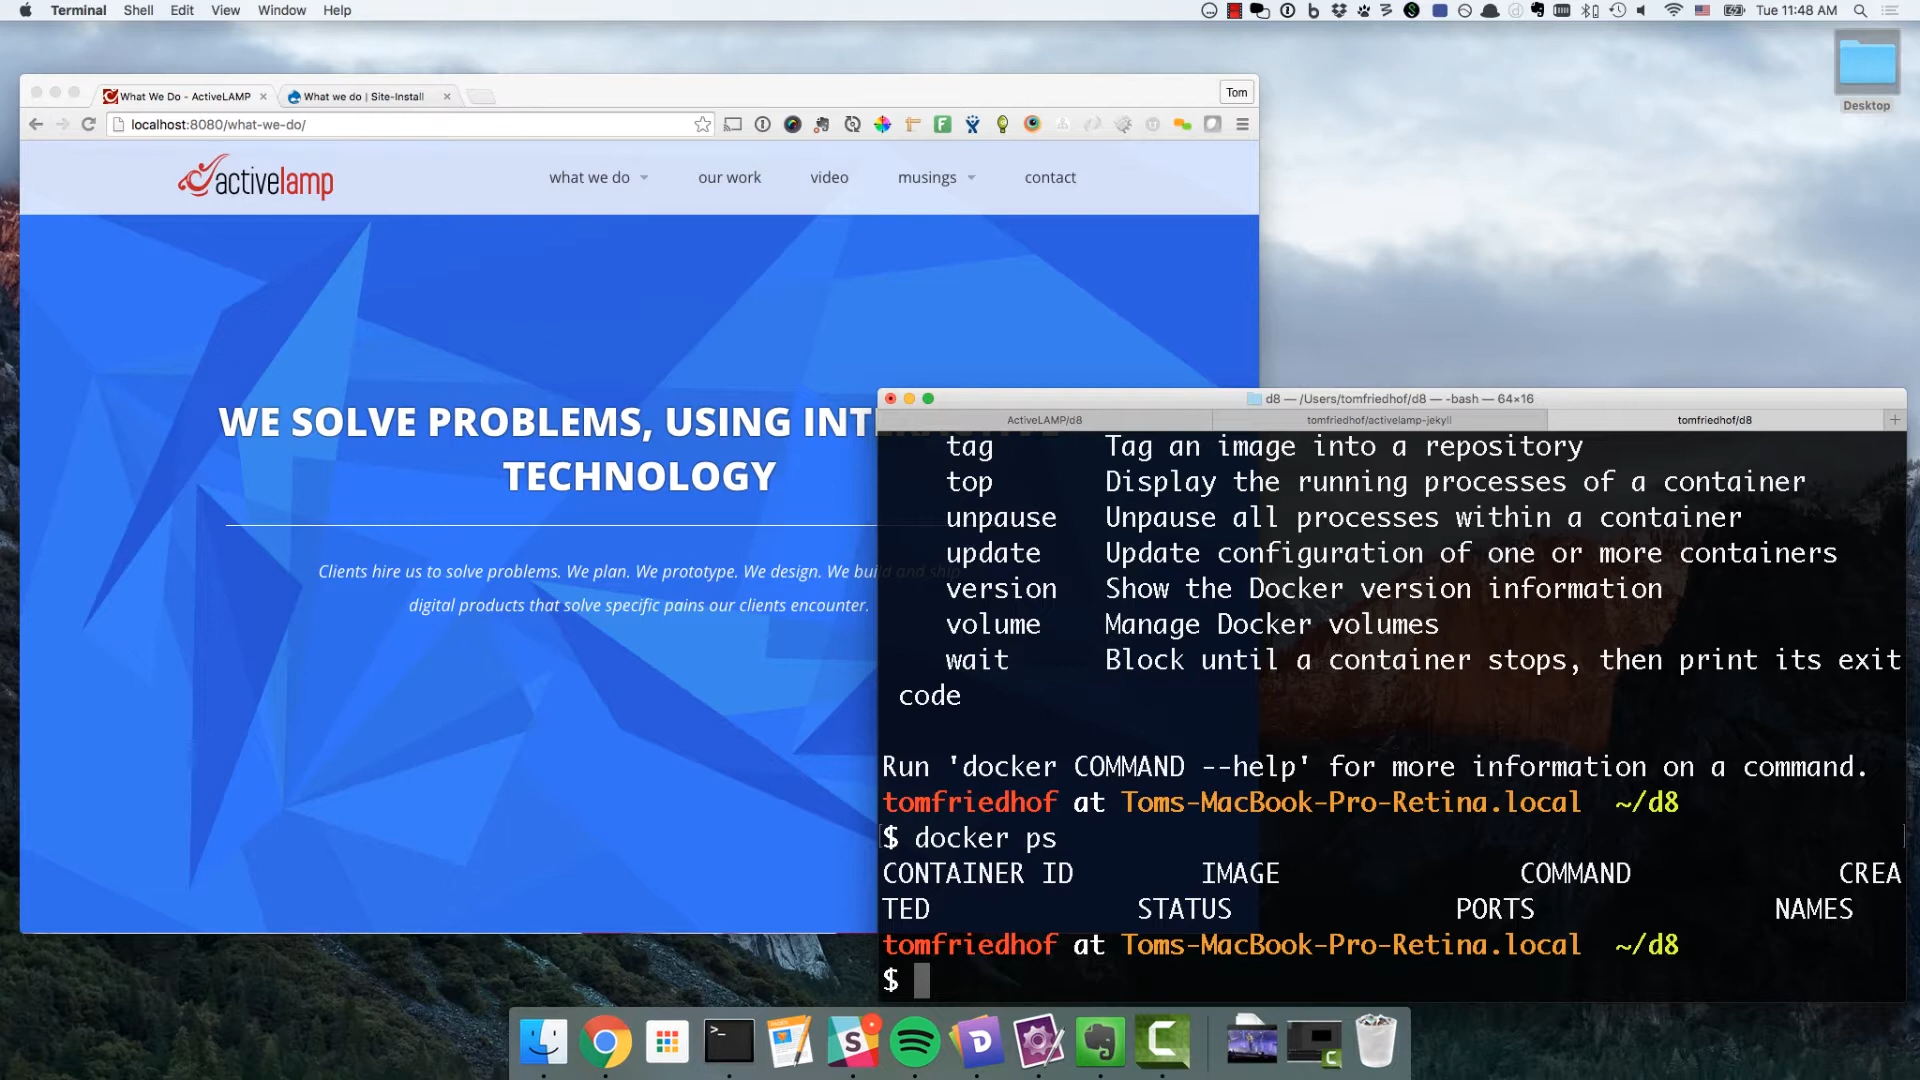 Terminal Shell Edit View Window Help
Tue 11:48 AM
Desktop
What We Do - ActiveLAMP
What we do | Site-Install
Tom
localhost:8080/what-we-do/
activelamp
what we do
our work
video
musings
contact
WE SOLVE PROBLEMS, USING INTERACTIVE
TECHNOLOGY
Clients hire us to solve problems. We plan. We prototype. We design. We build and ship
digital products that solve specific pains our clients encounter.
d8 — /Users/tomfriedhof/d8 — -bash — 64×16
ActiveLAMP/d8
tomfriedhof/activelamp-jekyll
tomfriedhof/d8
tag Tag an image into a repository
top Display the running processes of a container
unpause Unpause all processes within a container
update Update configuration of one or more containers
version Show the Docker version information
volume Manage Docker volumes
wait Block until a container stops, then print its exit
code
Run 'docker COMMAND --help' for more information on a command.
tomfriedhof at Toms-MacBook-Pro-Retina.local ~/d8
$ docker ps
CONTAINER ID IMAGE COMMAND CREA
TED STATUS PORTS NAMES
tomfriedhof at Toms-MacBook-Pro-Retina.local ~/d8
$